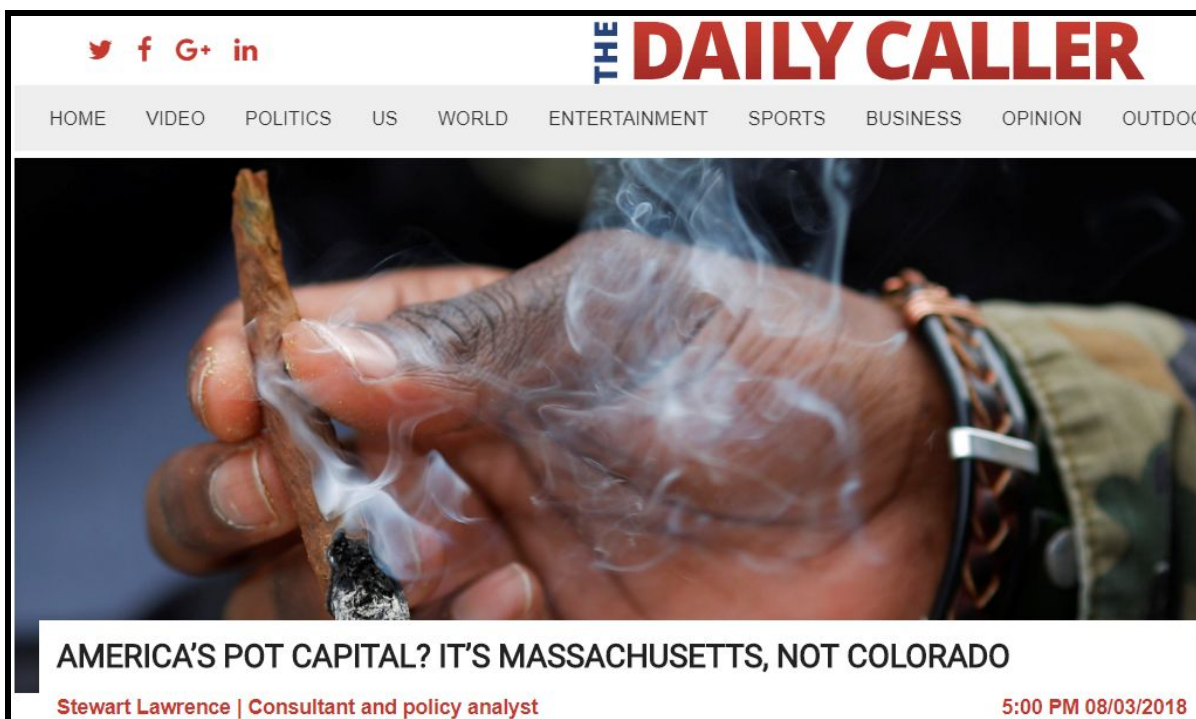 THE DAILY CALLER
HOME VIDEO POLITICS US WORLD ENTERTAINMENT SPORTS BUSINESS OPINION
AMERICA'S POT CAPITAL? IT'S MASSACHUSETTS, NOT COLORADO
Stewart Lawrence | Consultant and policy analyst 5:00 PM 08/03/2018